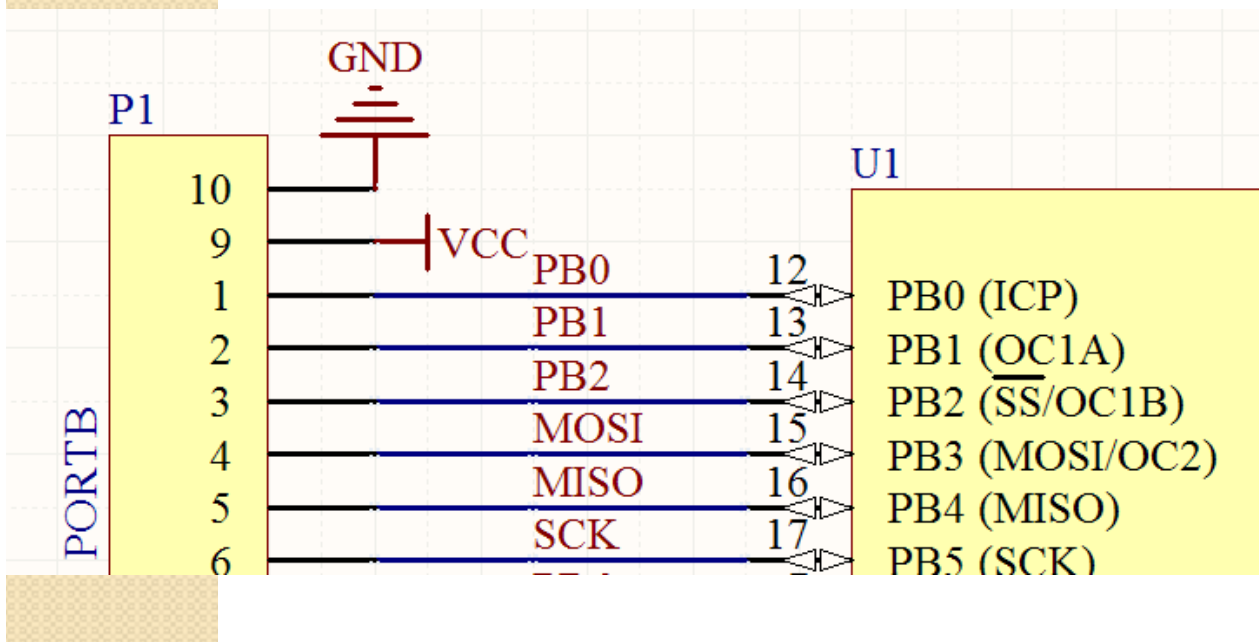 GND
P1
U1
10
9
VCC
1
PB0
12
PB0 (ICP)
2
PB1
13
PB1 (OC1A)
3
PB2
14
PB2 (SS/OC1B)
4
MOSI
15
PB3 (MOSI/OC2)
5
MISO
16
PB4 (MISO)
6
SCK
17
PB5 (SCK)
PORTB